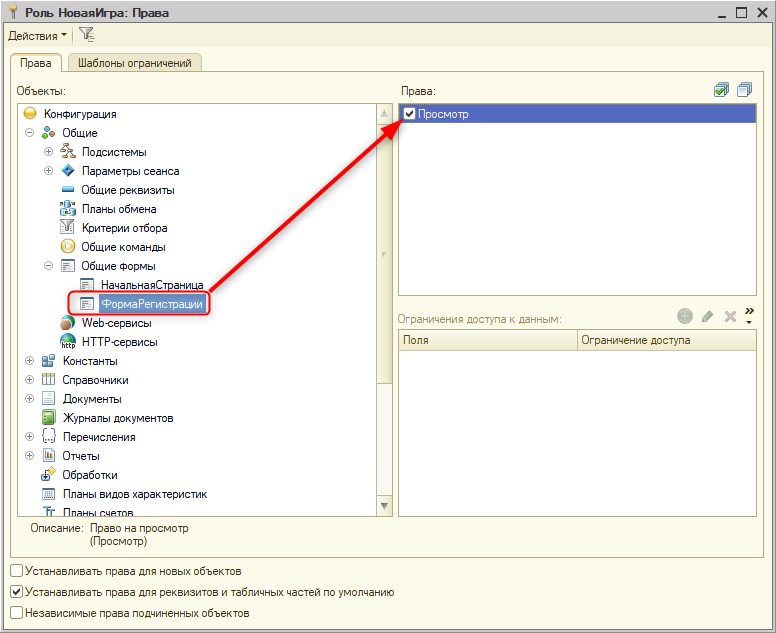 Роль НоваяИгра: Права
Действия
Права
Шаблоны ограничений
Объекты:
Права:
Конфигурация
Просмотр
Общие
Подсистемы
Параметры сеанса
Общие реквизиты
Планы обмена
Критерии отбора
Общие команды
Общие формы
НачальнаяСтраница
ФормаРегистрации
Web-сервисы
http
HTTP-сервисы
Константы
Справочники
Документы
Журналы документов
Перечисления
Отчеты
Обработки
Планы видов характеристик
Планы счетов
Ограничения доступа к данным:
Поля
Ограничение доступа
Описание: Право на просмотр
(Просмотр)
Устанавливать права для новых объектов
Устанавливать права для реквизитов и табличных частей по умолчанию
Независимые права подчиненных объектов